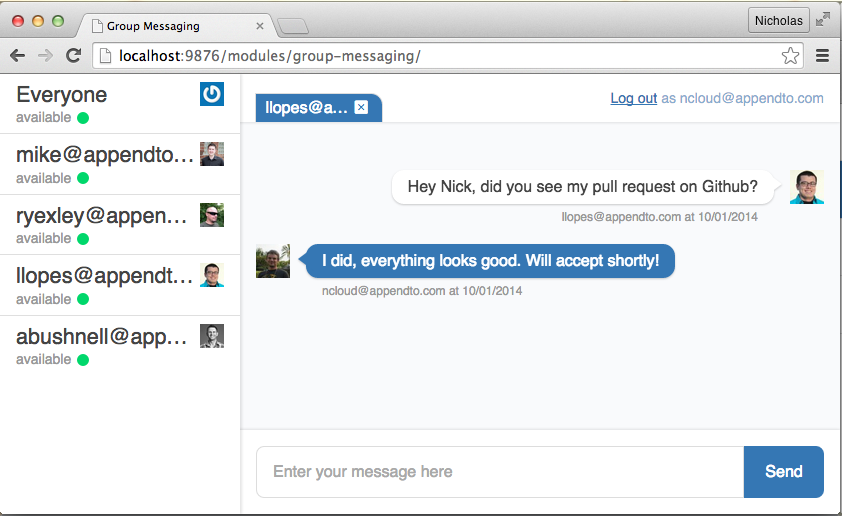 Group Messaging
Nicholas
localhost:9876/modules/group-messaging/
Everyone
available
mike@appendto…
available
ryexley@appen…
available
llopes@appendt…
available
abushnell@app…
available
llopes@a…
Log out as ncloud@appendto.com
Hey Nick, did you see my pull request on Github?
llopes@appendto.com at 10/01/2014
I did, everything looks good. Will accept shortly!
ncloud@appendto.com at 10/01/2014
Enter your message here
Send